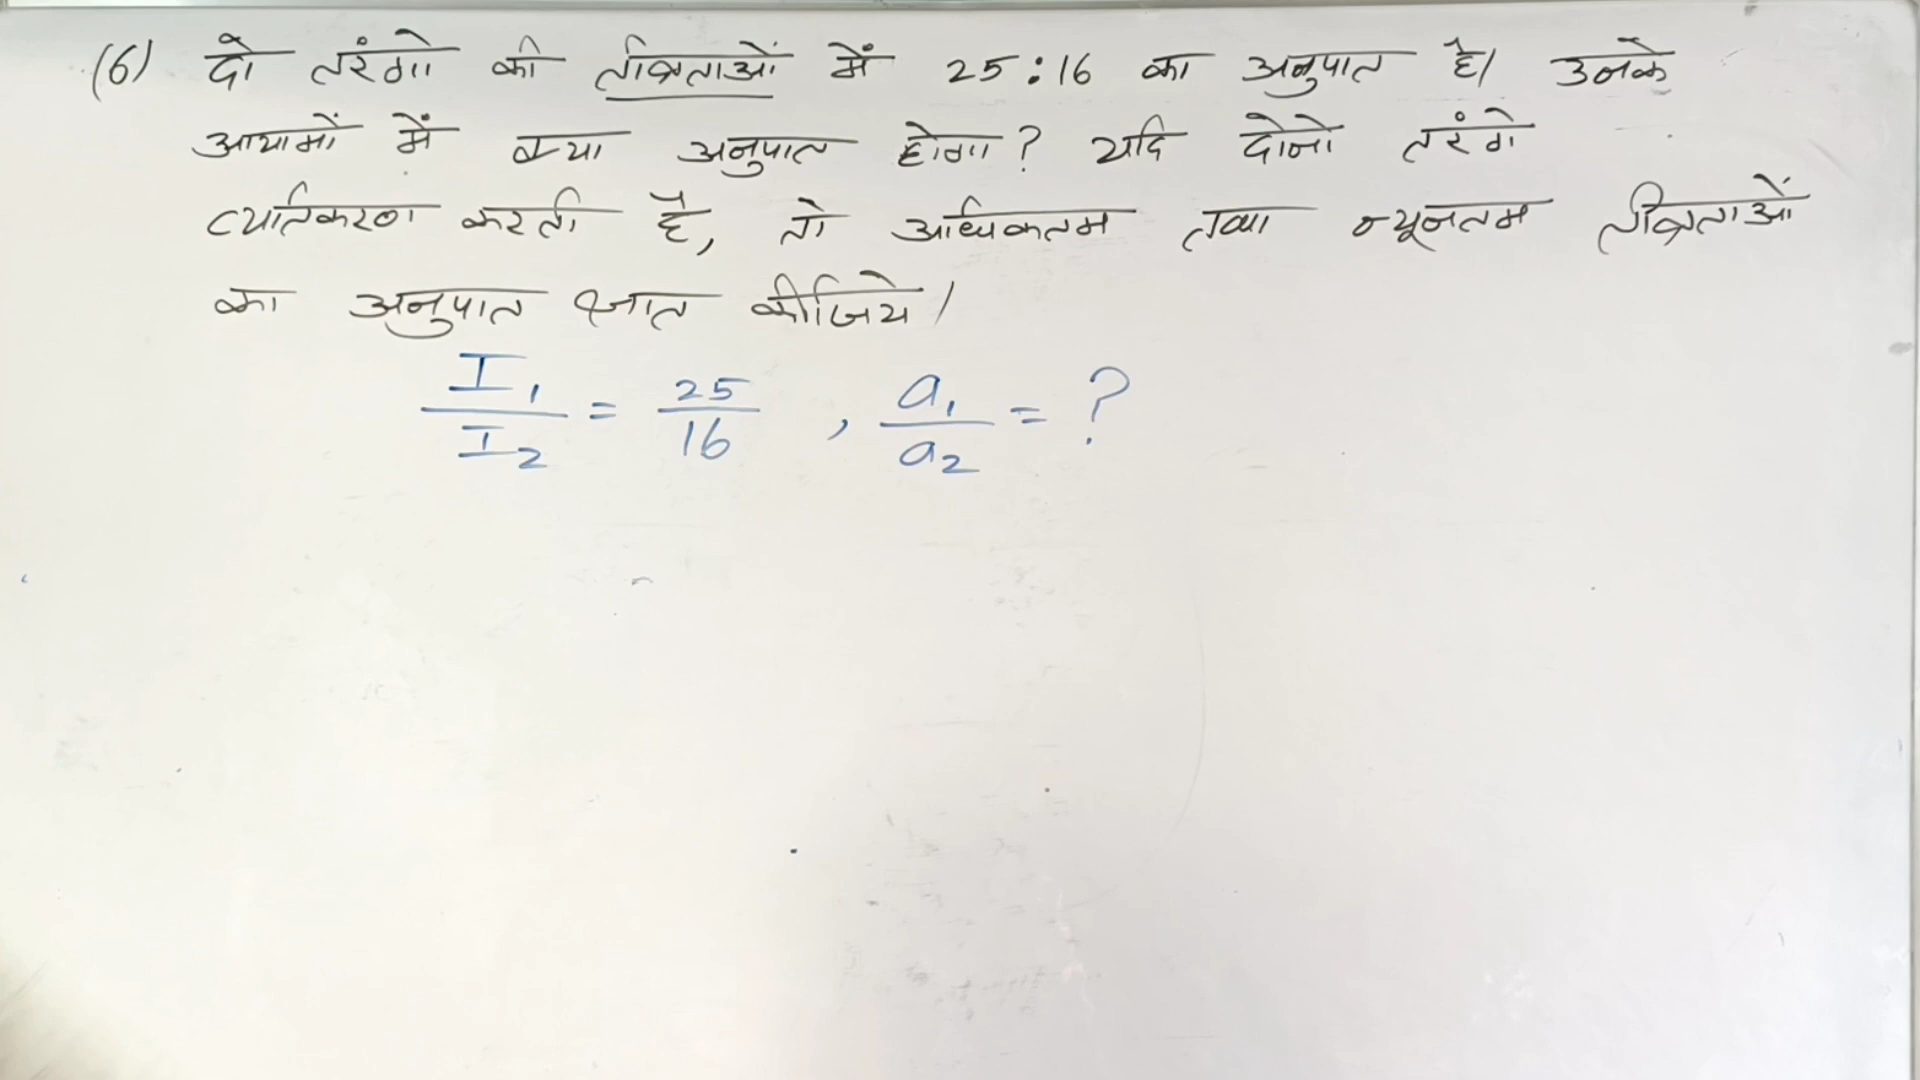 (6) दो तरंगो की तीव्रताओं में 25:16 का अनुपात है। उनके
आयामों में क्या अनुपात होगा? यदि दोनो तरंगे
व्यतिकरण करती है, तो अधिकतम तथा न्यूनतम तीव्रताओं
का अनुपात ज्ञात कीजिये।
I₁/I₂ = 25/16 , a₁/a₂ = ?